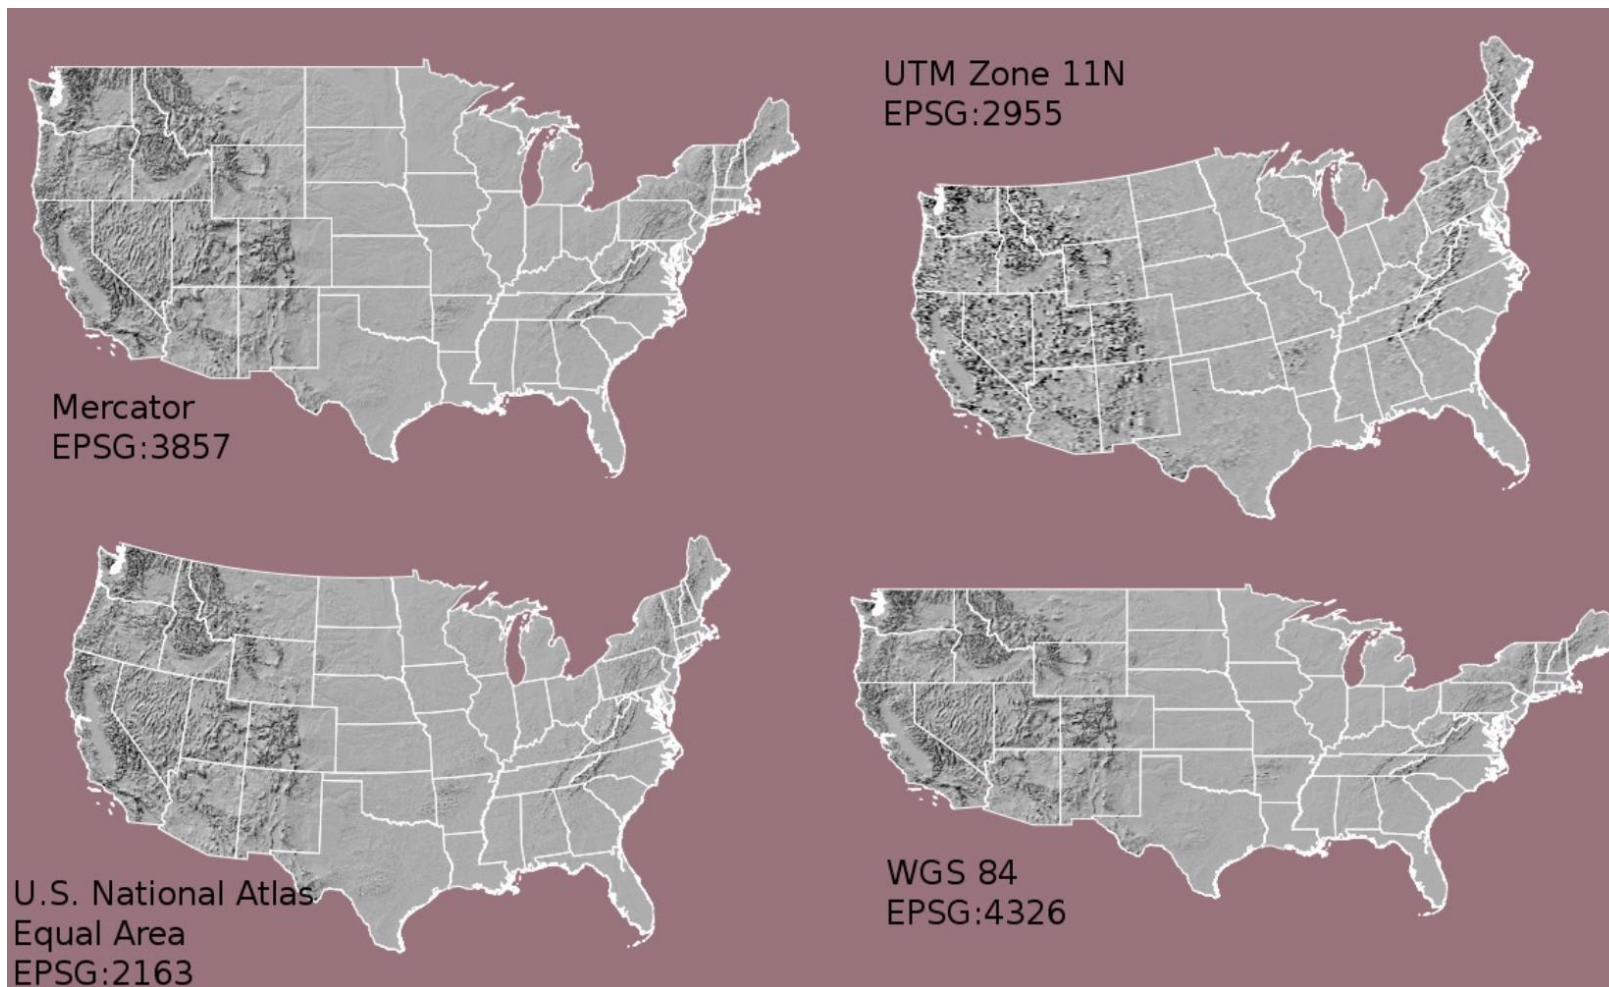 Mercator
EPSG:3857
UTM Zone 11N
EPSG:2955
U.S. National Atlas
Equal Area
EPSG:2163
WGS 84
EPSG:4326